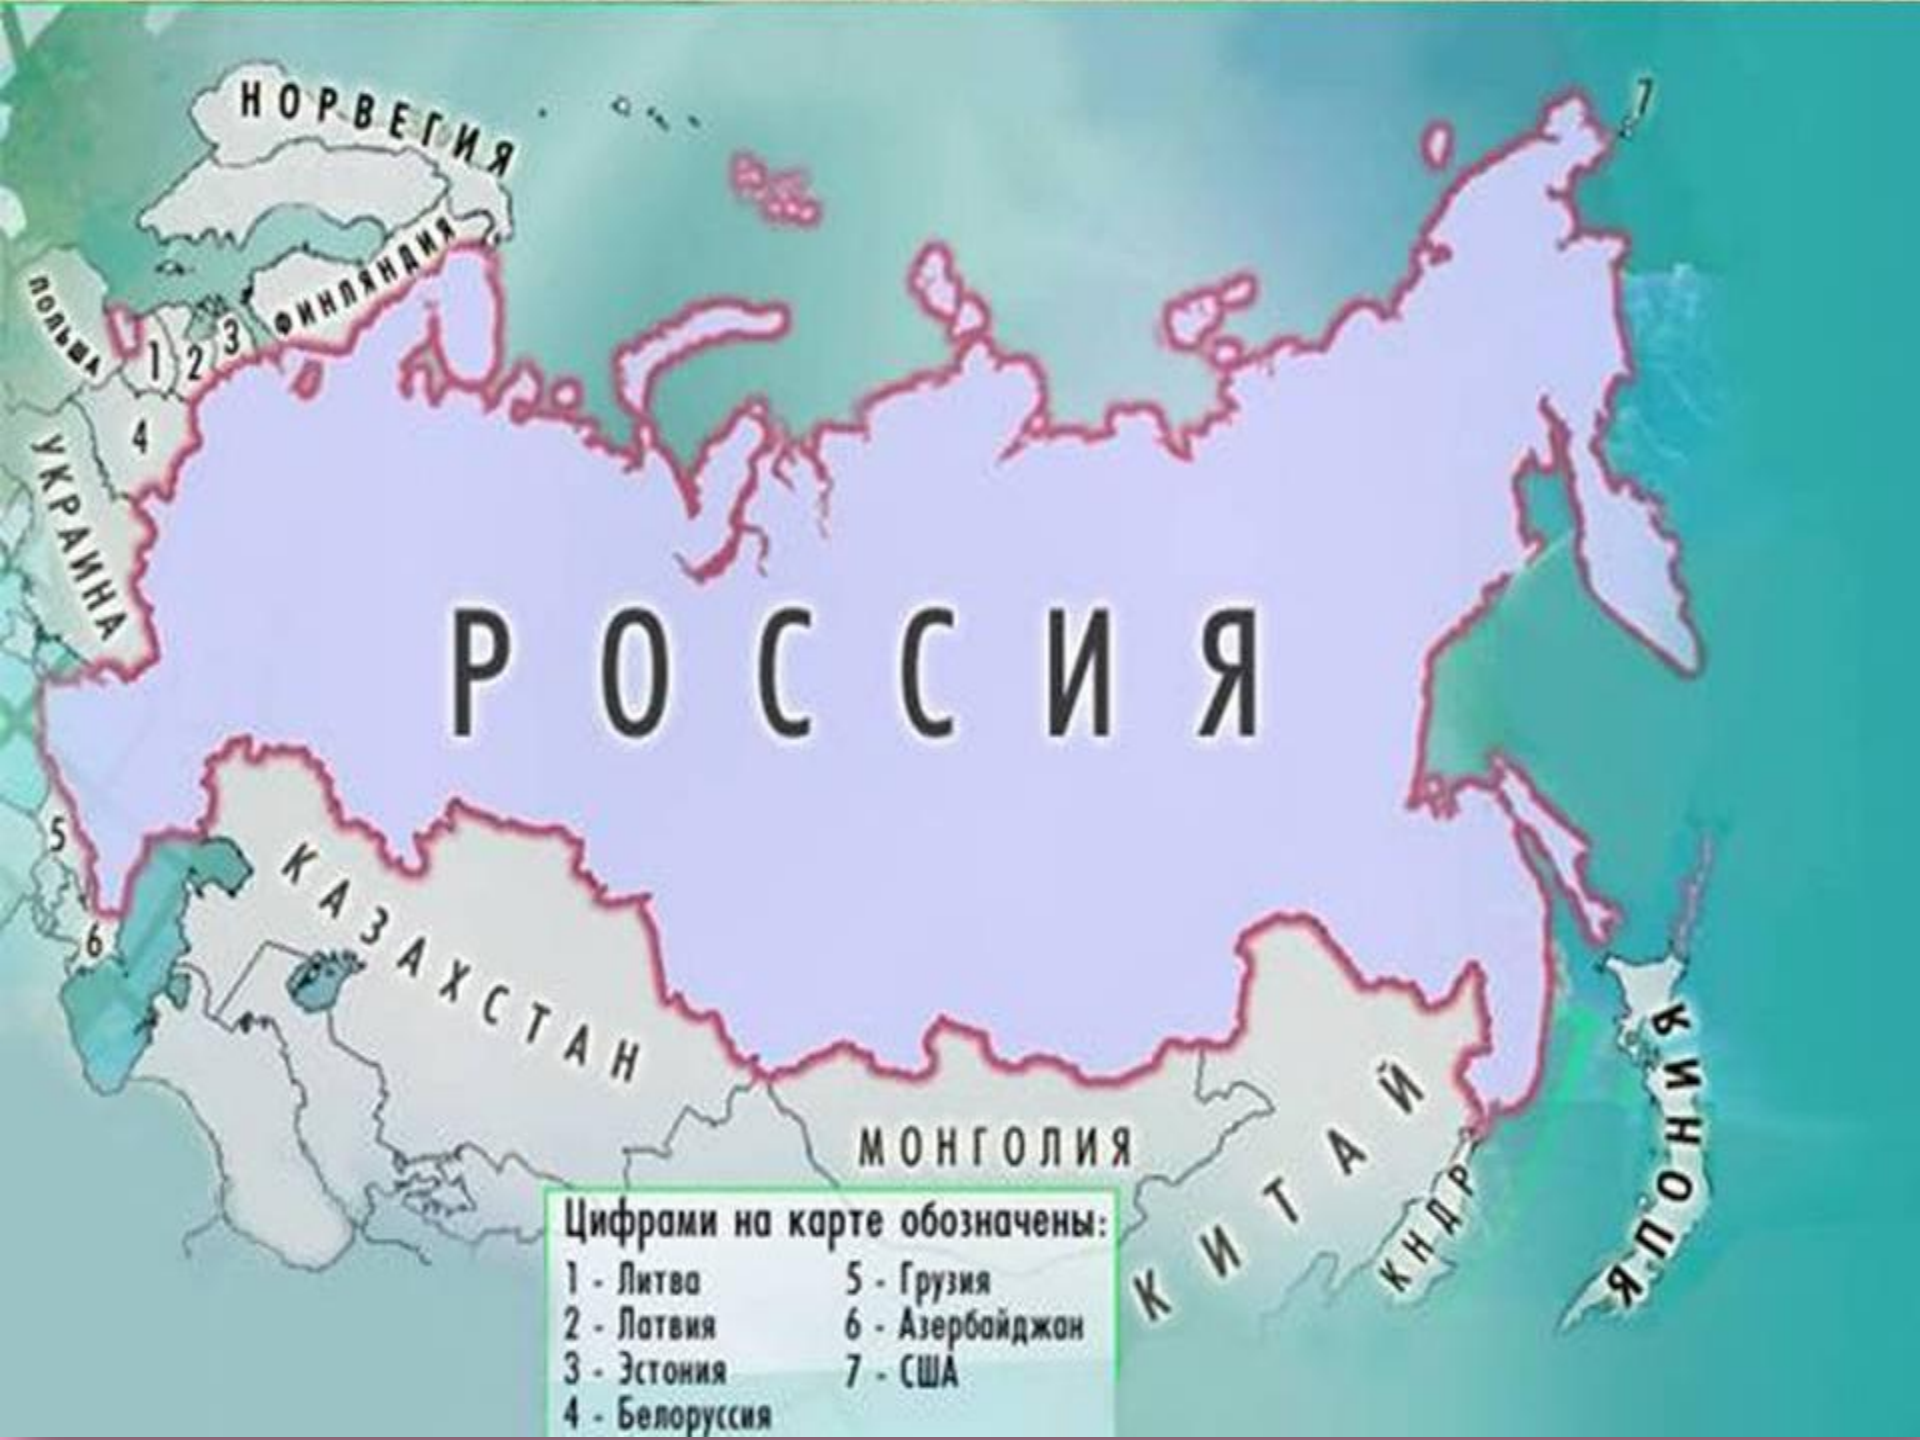 НОРВЕГИЯ
7
ФИНЛЯНДИЯ
ПОЛЬША
1
2
3
4
УКРАИНА
РОССИЯ
5
6
КАЗАХСТАН
МОНГОЛИЯ
КИТАЙ
КНДР
ЯПОНИЯ
Цифрами на карте обозначены:
1 - Литва
2 - Латвия
3 - Эстония
4 - Белоруссия
5 - Грузия
6 - Азербайджан
7 - США